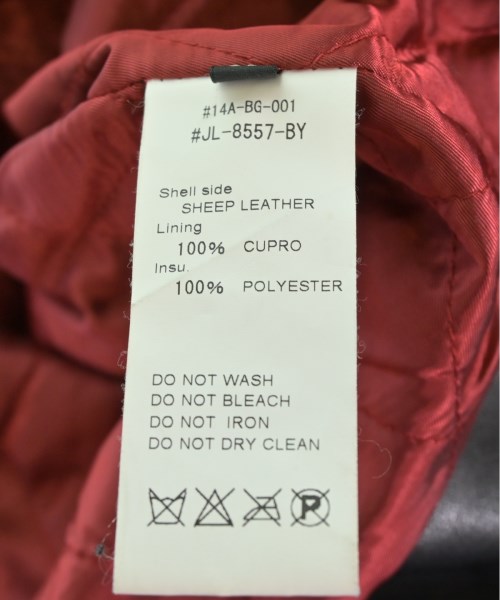 #14A-BG-001
#JL-8557-BY
Shell side
SHEEP LEATHER
Lining
100% CUPRO
Insu.
100% POLYESTER
DO NOT WASH
DO NOT BLEACH
DO NOT IRON
DO NOT DRY CLEAN
P